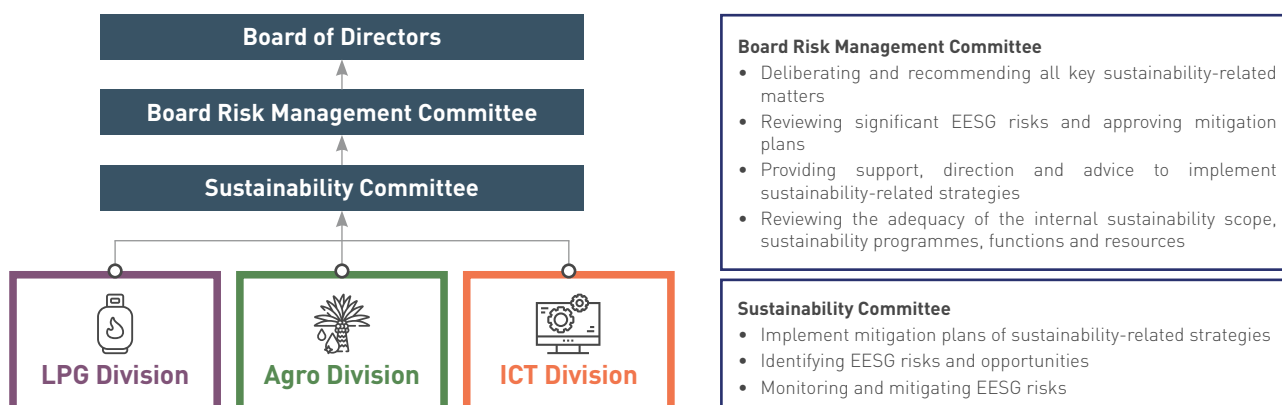 Board of Directors
Board Risk Management Committee
Sustainability Committee
LPG Division
Agro Division
ICT Division
Board Risk Management Committee
• Deliberating and recommending all key sustainability-related
matters
• Reviewing significant EESG risks and approving mitigation
plans
• Providing support, direction and advice to implement
sustainability-related strategies
• Reviewing the adequacy of the internal sustainability scope,
sustainability programmes, functions and resources
Sustainability Committee
• Implement mitigation plans of sustainability-related strategies
• Identifying EESG risks and opportunities
• Monitoring and mitigating EESG risks